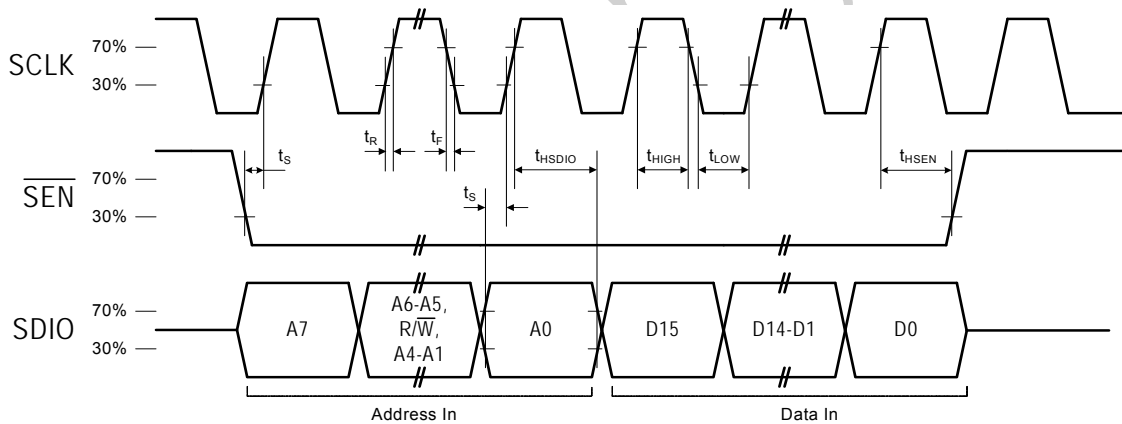 SCLK
70%
30%
tR
tF
tS
tHSDIO
tHIGH
tLOW
tHSEN
SEN
70%
30%
tS
SDIO
70%
30%
A7
A6-A5,
R/W,
A4-A1
A0
D15
D14-D1
D0
Address In
Data In